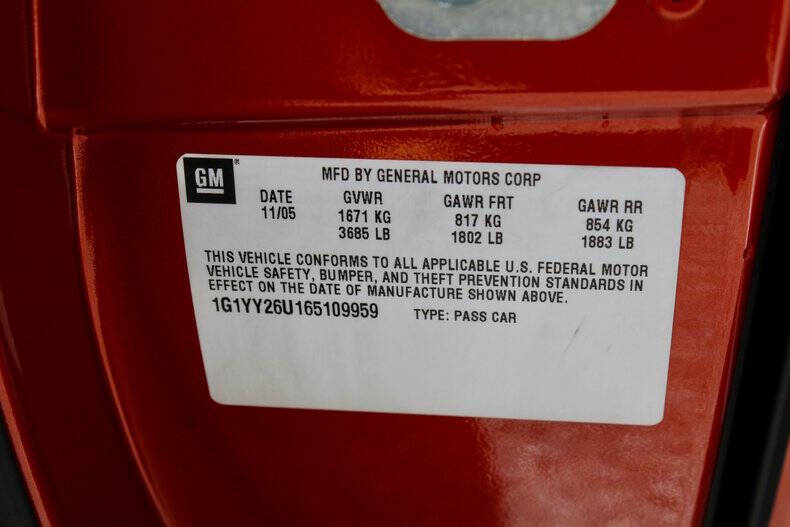 GM
MFD BY GENERAL MOTORS CORP
DATE GVWR GAWR FRT GAWR RR
11/05 1671 KG 817 KG 854 KG
3685 LB 1802 LB 1883 LB
THIS VEHICLE CONFORMS TO ALL APPLICABLE U.S. FEDERAL MOTOR
VEHICLE SAFETY, BUMPER, AND THEFT PREVENTION STANDARDS IN
EFFECT ON THE DATE OF MANUFACTURE SHOWN ABOVE.
1G1YY26U165109959 TYPE: PASS CAR